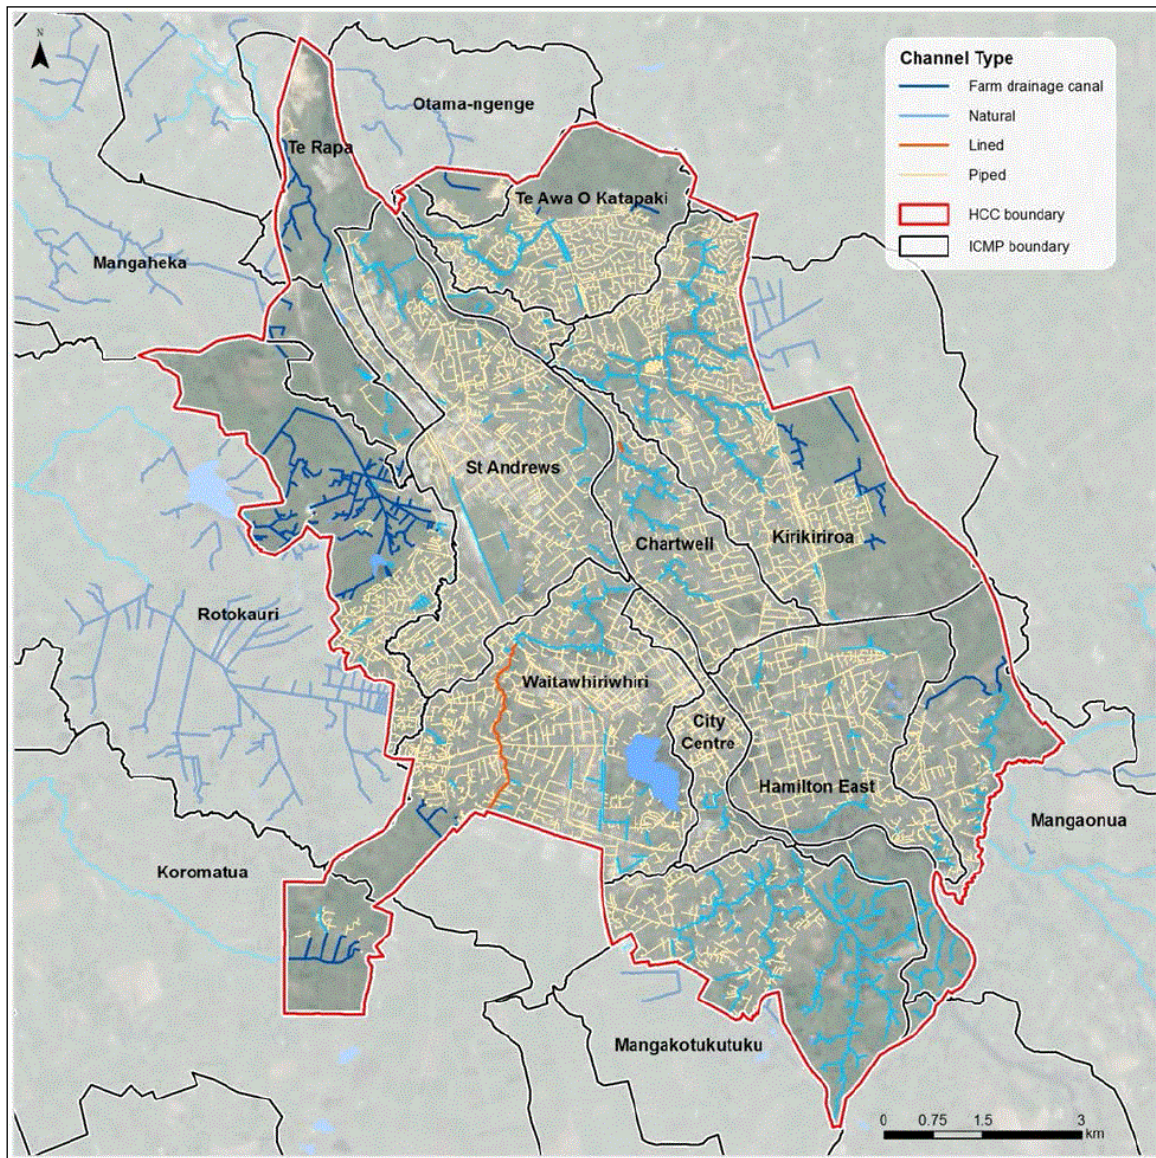 N
Channel Type
Farm drainage canal
Natural
Lined
Piped
HCC boundary
ICMP boundary
Otama-ngenge
Te Rapa
Te Awa O Katapaki
Mangaheka
St Andrews
Chartwell
Kirikiriroa
Rotokauri
Waitawhiriwhiri
City
Centre
Hamilton East
Mangaonua
Koromatua
Mangakotukutuku
0 0.75 1.5 3
km